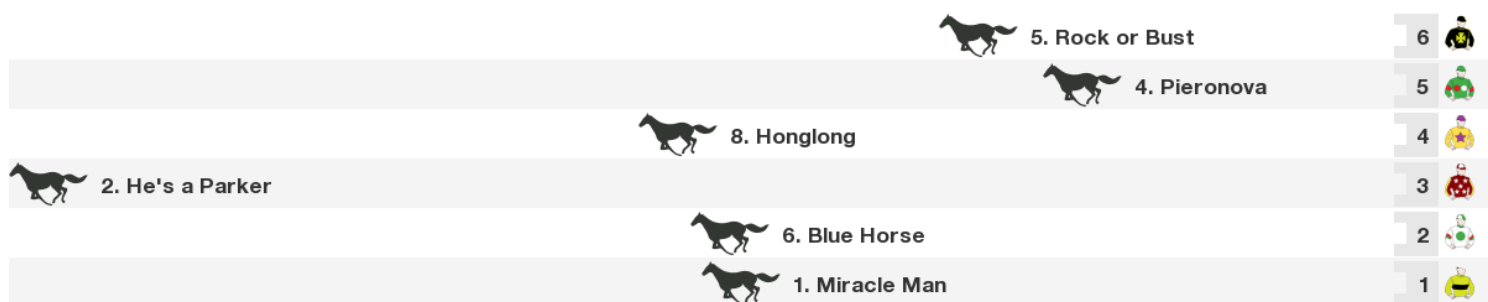 5. Rock or Bust 6
4. Pieronova 5
8. Honglong 4
2. He's a Parker 3
6. Blue Horse 2
1. Miracle Man 1